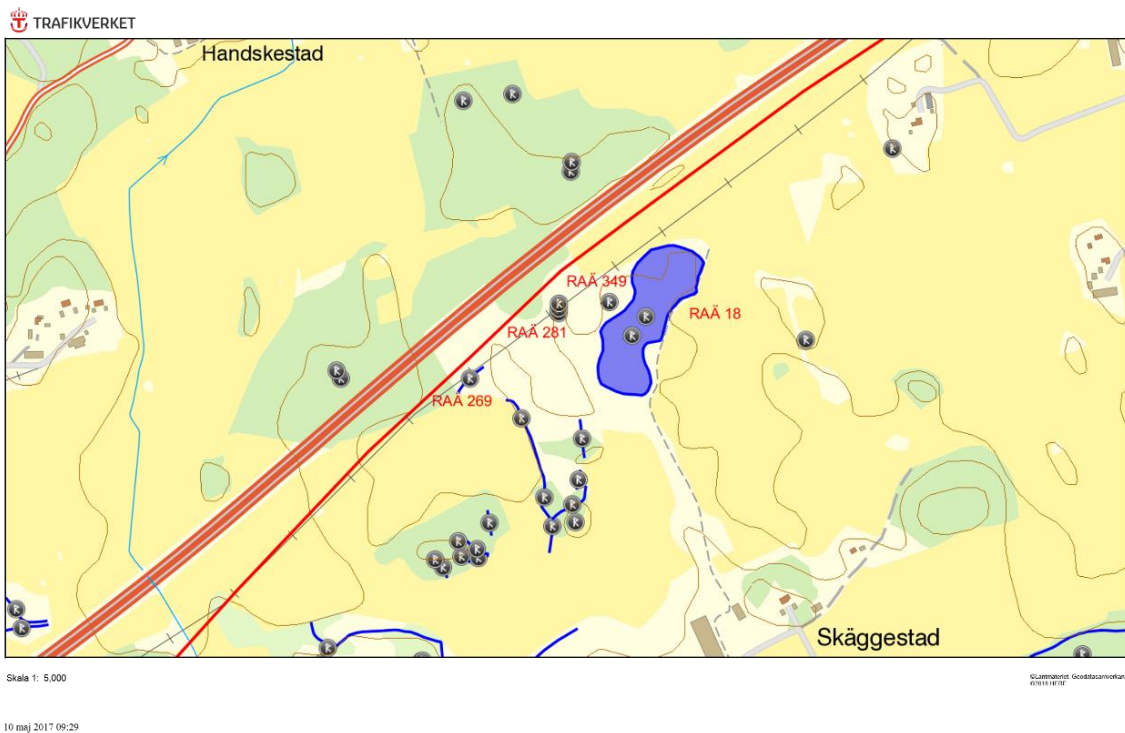 TRAFIKVERKET
Handskestad
RAÄ 349
RAÄ 18
RAÄ 281
RAÄ 269
Skäggestad
Skala 1: 5,000
©Lantmäteriet, Geodatasamverkan
HERE
10 maj 2017 09:29